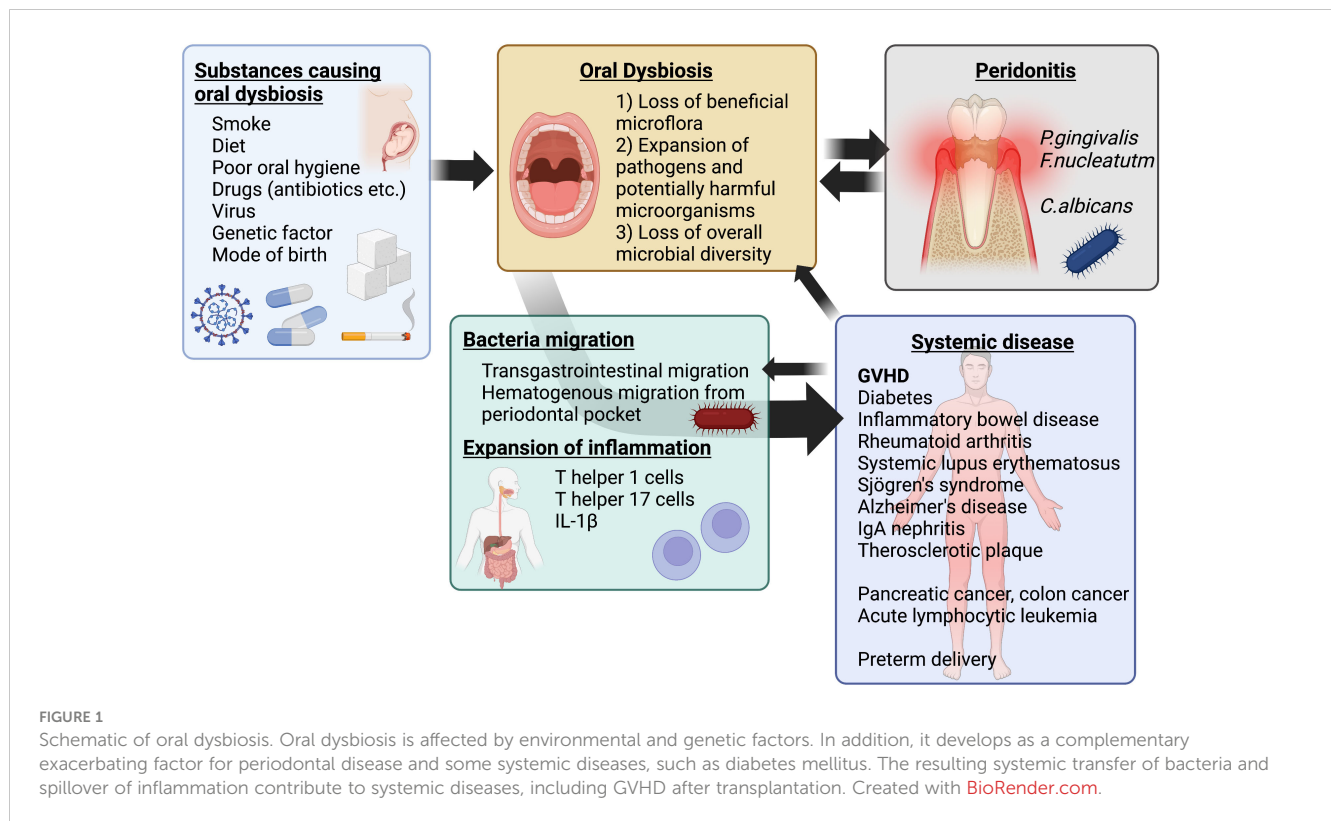 Substances causing
oral dysbiosis
Smoke
Diet
Poor oral hygiene
Drugs (antibiotics etc.)
Virus
Genetic factor
Mode of birth
Oral Dysbiosis
1) Loss of beneficial
microflora
2) Expansion of
pathogens and
potentially harmful
microorganisms
3) Loss of overall
microbial diversity
Peridonitis
P.gingivalis
F.nucleatutm
C.albicans
Bacteria migration
Transgastrointestinal migration
Hematogenous migration from
periodontal pocket
Expansion of inflammation
T helper 1 cells
T helper 17 cells
IL-1β
Systemic disease
GVHD
Diabetes
Inflammatory bowel disease
Rheumatoid arthritis
Systemic lupus erythematosus
Sjögren's syndrome
Alzheimer's disease
IgA nephritis
Therosclerotic plaque
Pancreatic cancer, colon cancer
Acute lymphocytic leukemia
Preterm delivery
FIGURE 1
Schematic of oral dysbiosis. Oral dysbiosis is affected by environmental and genetic factors. In addition, it develops as a complementary
exacerbating factor for periodontal disease and some systemic diseases, such as diabetes mellitus. The resulting systemic transfer of bacteria and
spillover of inflammation contribute to systemic diseases, including GVHD after transplantation. Created with BioRender.com.